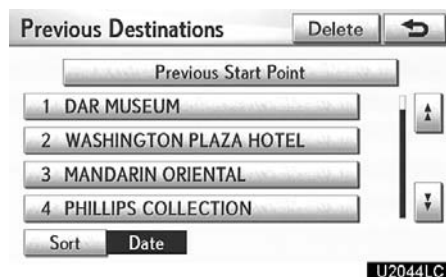 Previous Destinations Delete
Previous Start Point
1 DAR MUSEUM
2 WASHINGTON PLAZA HOTEL
3 MANDARIN ORIENTAL
4 PHILLIPS COLLECTION
Sort Date
U2044LC